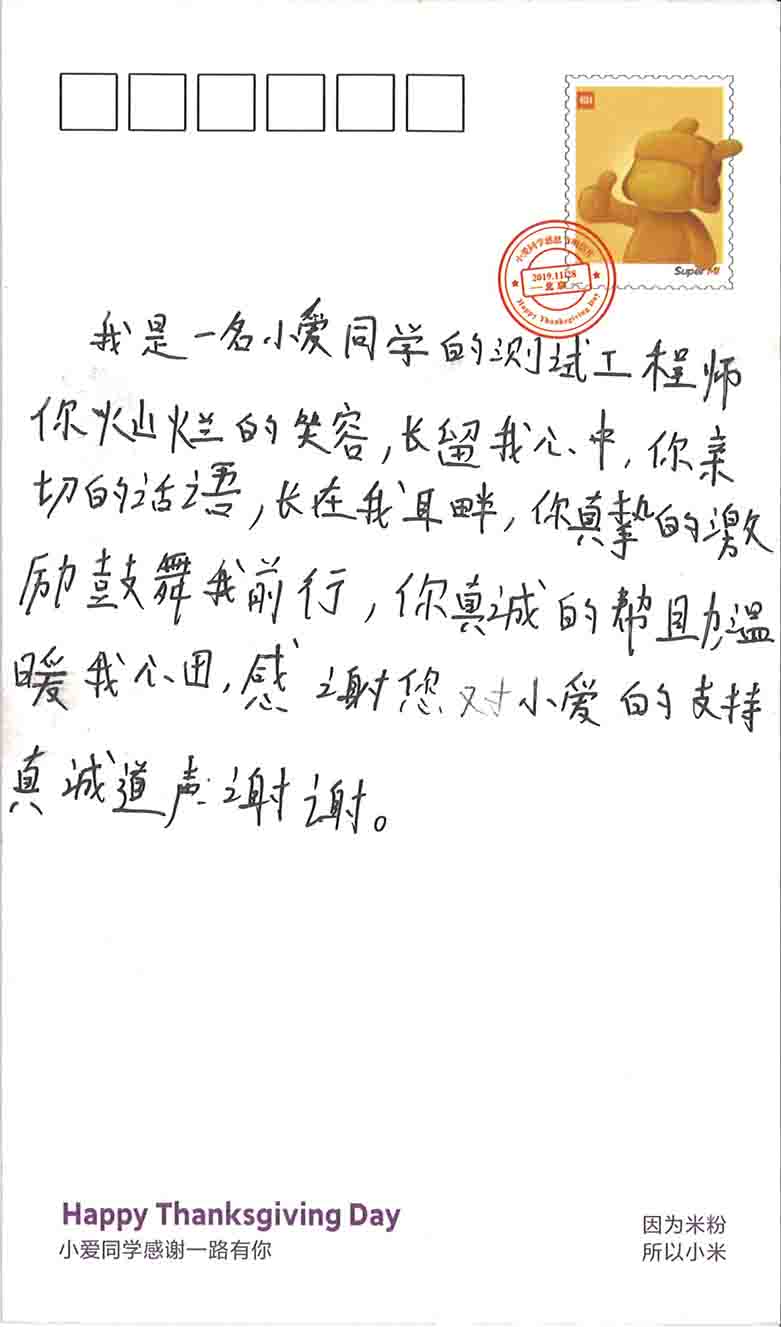 小爱同学感恩节明信片
2019.11.28
北京
Happy Thanksgiving Day
Super MI
我是一名小爱同学的测试工程师
你灿烂的笑容，长留我心中，你亲
切的话语，长在我耳畔，你真挚的激
励鼓舞我前行，你真诚的帮助温
暖我心田，感谢您对小爱的支持
真诚道声谢谢。
Happy Thanksgiving Day
小爱同学感谢一路有你
因为米粉
所以小米